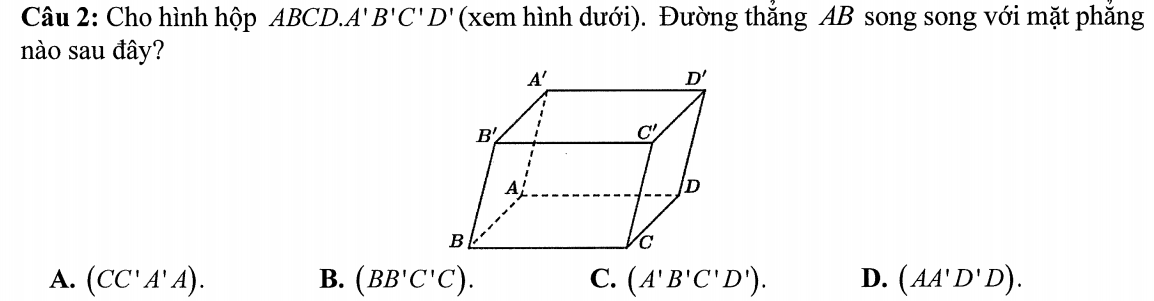 Câu 2: Cho hình hộp ABCD.A'B'C'D' (xem hình dưới). Đường thẳng AB song song với mặt phẳng
nào sau đây?
A' D'
B' C'
A D
B C
A. (CC'A'A). B. (BB'C'C). C. (A'B'C'D'). D. (AA'D'D).